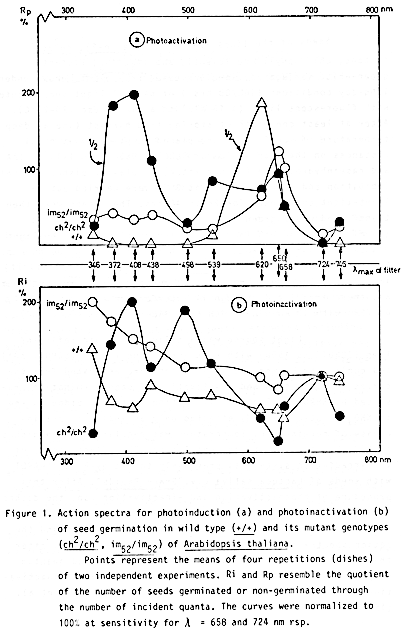 Rp
%
300 400 500 600 700 800 nm
ⓐ Photoactivation
200
½
½
100
im52/im52
ch²/ch²
+/+
346 372 408 438 498 539 620 650 658 724 745
λmax of filter
Ri
%
200
im52/im52
ⓑ Photoinactivation
+/+
100
ch²/ch²
300 400 500 600 700 800 nm
Figure 1. Action spectra for photoinduction (a) and photoinactivation (b)
of seed germination in wild type (+/+) and its mutant genotypes
(ch²/ch², im52/im52) of Arabidopsis thaliana.
Points represent the means of four repetitions (dishes)
of two independent experiments. Ri and Rp resemble the quotient
of the number of seeds germinated or non-germinated through
the number of incident quanta. The curves were normalized to
100% at sensitivity for λ = 658 and 724 nm rsp.